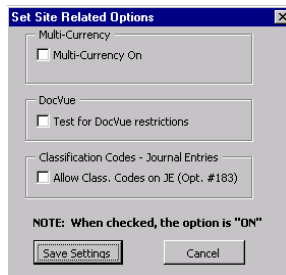 Set Site Related Options
Multi-Currency
Multi-Currency On
DocVue
Test for DocVue restrictions
Classification Codes - Journal Entries
Allow Class. Codes on JE (Opt. #183)
NOTE: When checked, the option is "ON"
Save Settings Cancel